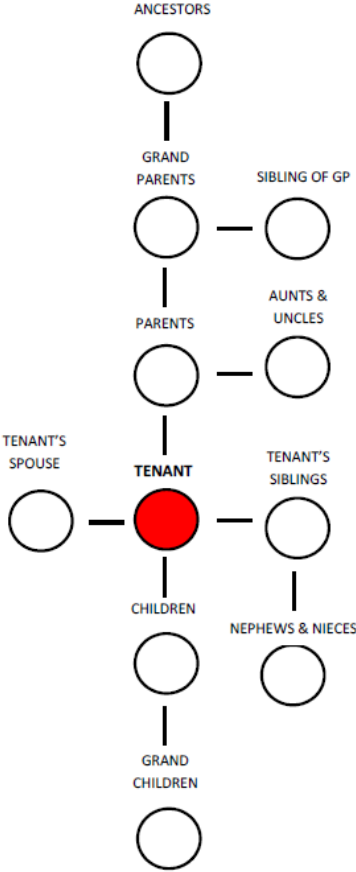 ANCESTORS
GRAND
PARENTS
SIBLING OF GP
AUNTS &
UNCLES
PARENTS
TENANT'S
SPOUSE
TENANT
TENANT'S
SIBLINGS
CHILDREN
NEPHEWS & NIECES
GRAND
CHILDREN